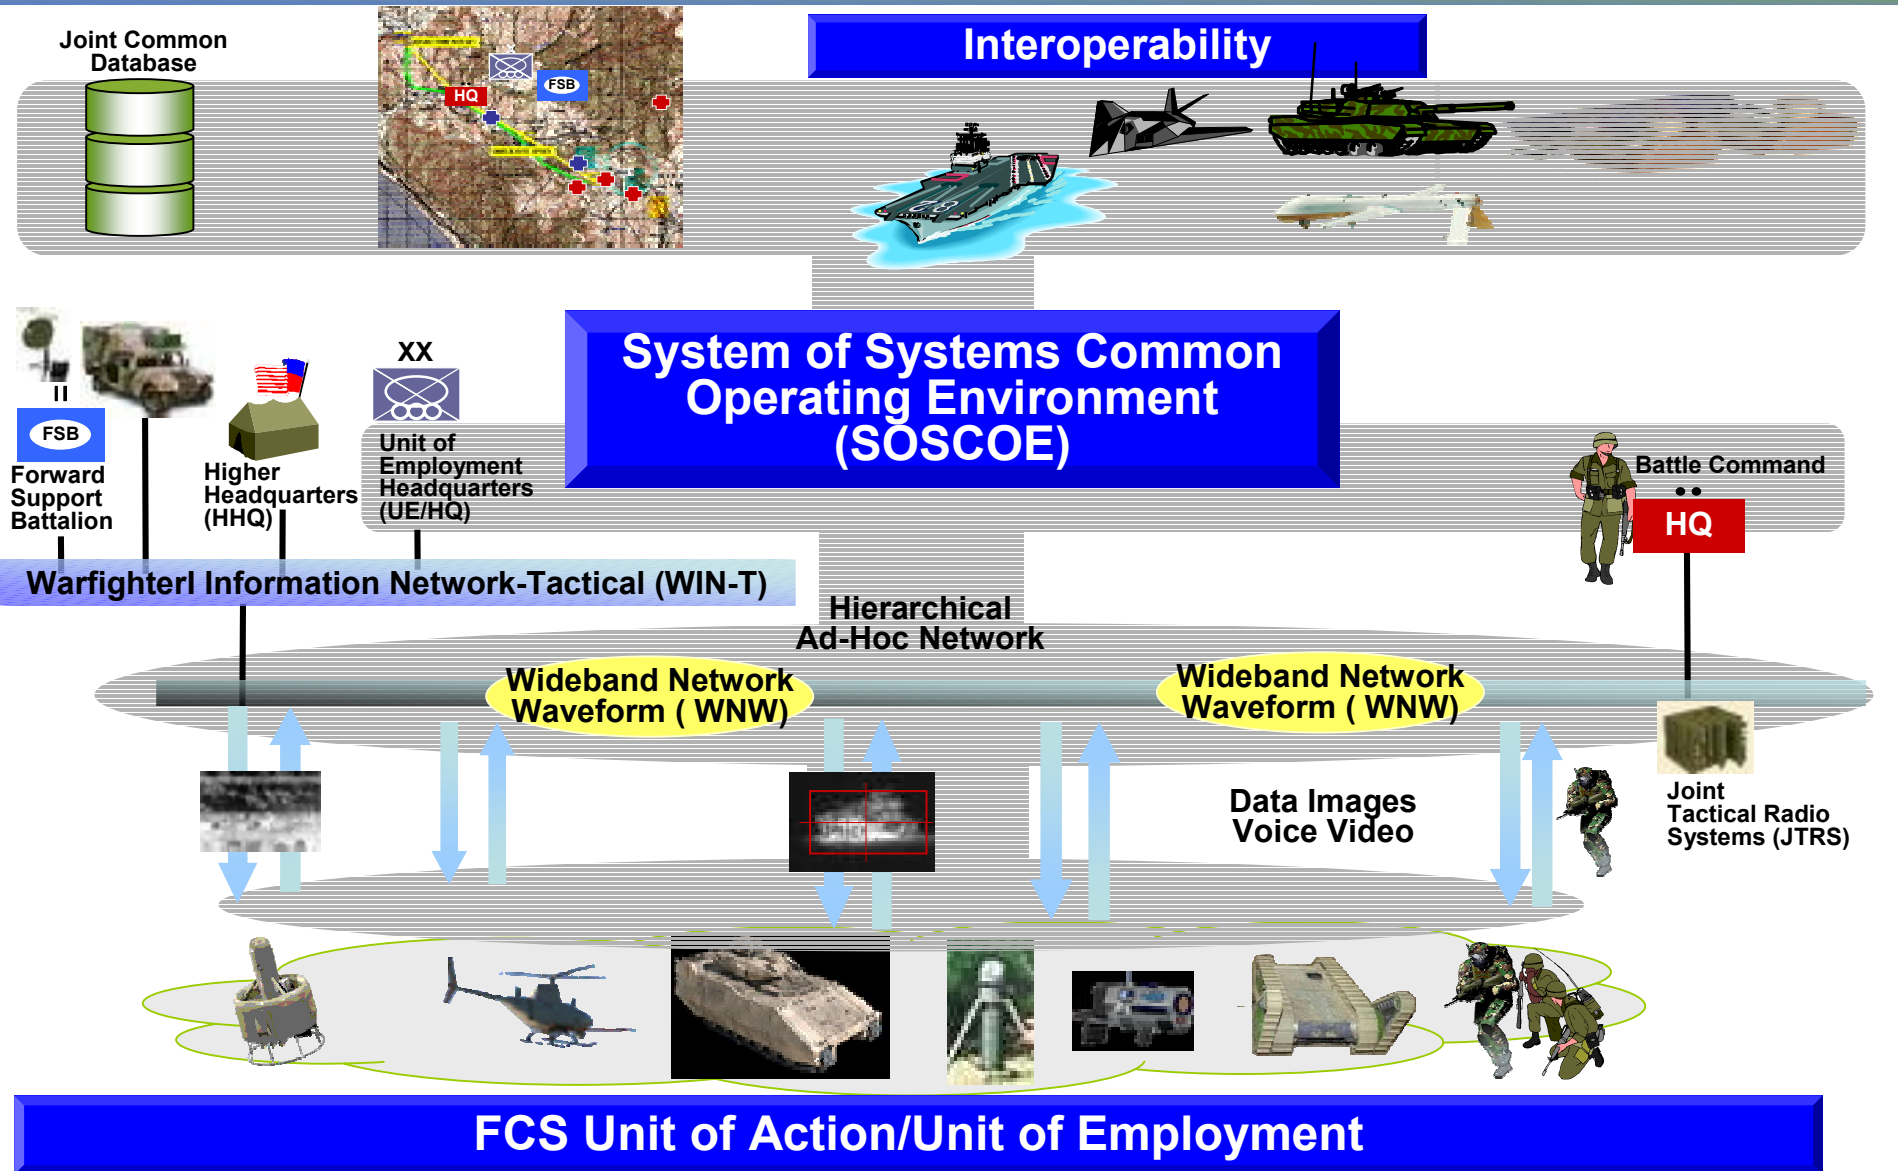 Joint Common
Database
Interoperability
X
HQ
FSB
82
System of Systems Common
Operating Environment
(SOSCOE)
II
FSB
Forward
Support
Battalion
Higher
Headquarters
(HHQ)
XX
Unit of
Employment
Headquarters
(UE/HQ)
Battle Command
HQ
WarfighterI Information Network-Tactical (WIN-T)
Hierarchical
Ad-Hoc Network
Wideband Network
Waveform ( WNW)
Wideband Network
Waveform ( WNW)
Data Images
Voice Video
Joint
Tactical Radio
Systems (JTRS)
FCS Unit of Action/Unit of Employment